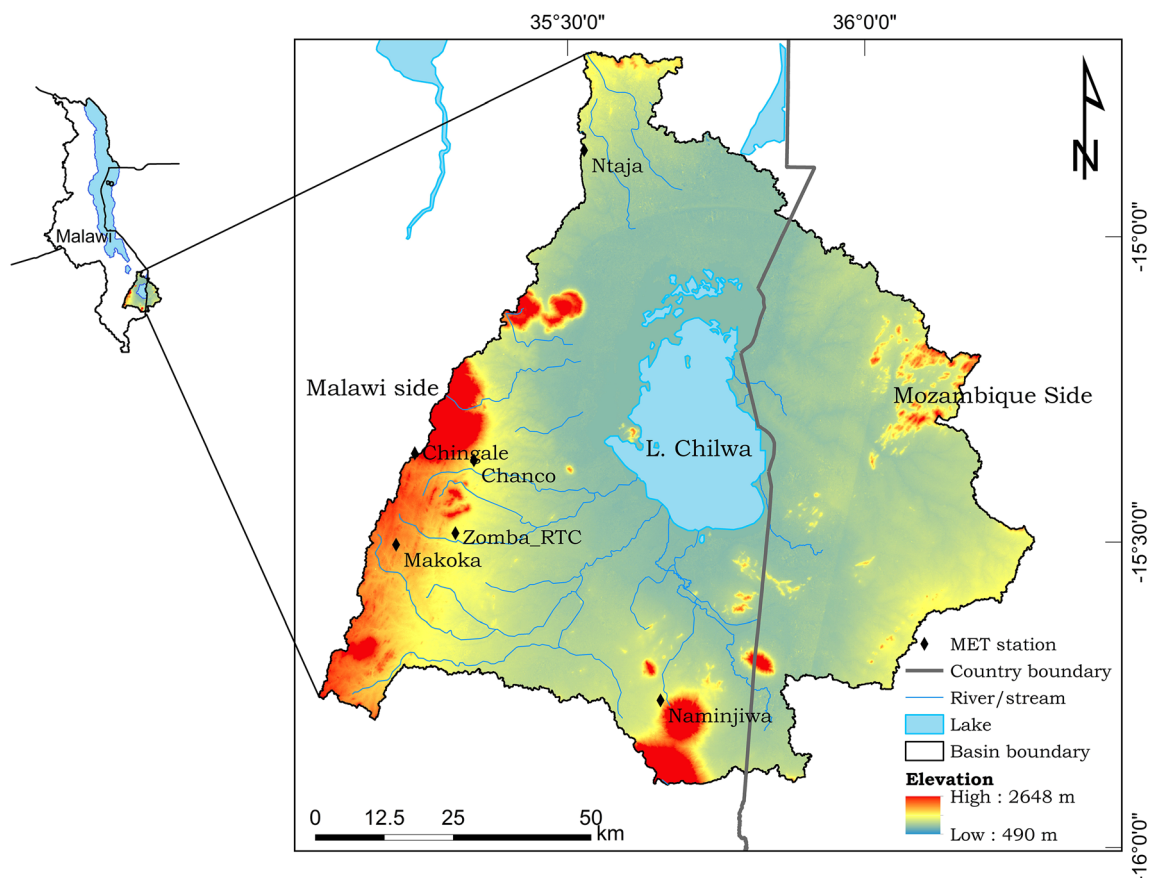 35°30'0" 36°0'0"
N
Ntaja
Malawi
-15°0'0"
Malawi side
Mozambique Side
L. Chilwa
Chingale
Chanco
Zomba_RTC
Makoka
-15°30'0"
Naminjiwa
MET station
Country boundary
River/stream
Lake
Basin boundary
Elevation
High : 2648 m
Low : 490 m
0 12.5 25 50
km
-16°0'0"